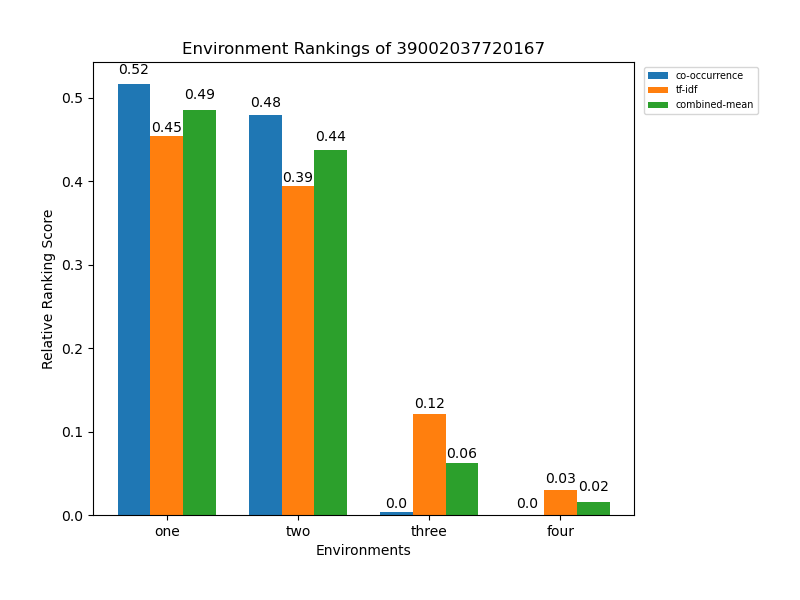 Environment Rankings of 39002037720167
co-occurrence
tf-idf
combined-mean
0.52
0.45
0.49
0.48
0.39
0.44
0.0
0.12
0.06
0.0
0.03
0.02
0.5
0.4
0.3
0.2
0.1
0.0
Relative Ranking Score
one two three four
Environments